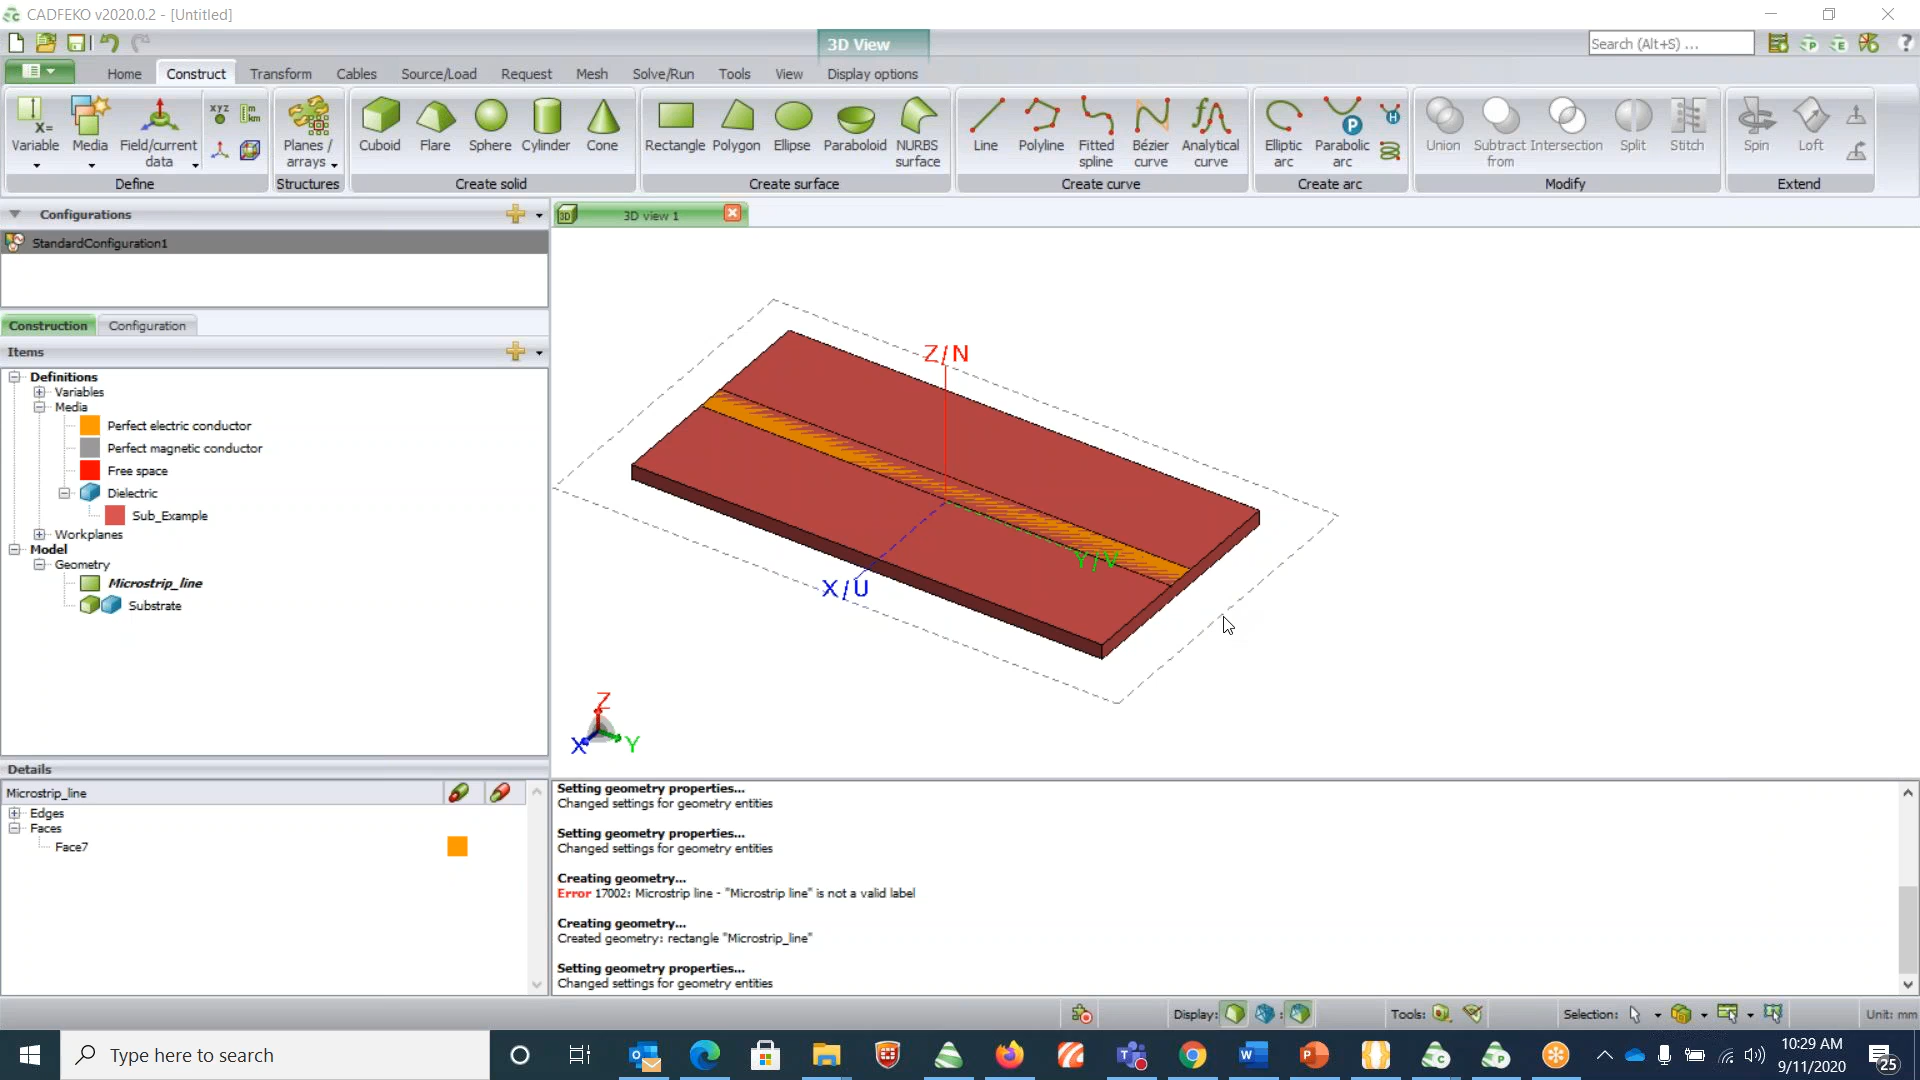 CADFEKO v2020.0.2 - [Untitled]
3D View
Search (Alt+S) ...
Home Construct Transform Cables Source/Load Request Mesh Solve/Run Tools View Display options
X=
Variable
Media
Field/current
data
xyz
m
km
Define
Planes /
arrays
Structures
Cuboid Flare Sphere Cylinder Cone
Create solid
Rectangle Polygon Ellipse Paraboloid NURBS
surface
Create surface
Line Polyline Fitted
spline
Bézier
curve
Analytical
curve
Create curve
Elliptic
arc
Parabolic
arc
Create arc
Union Subtract
from
Intersection Split Stitch
Modify
Spin Loft
Extend
Configurations
StandardConfiguration1
Construction Configuration
Items
Definitions
Variables
Media
Perfect electric conductor
Perfect magnetic conductor
Free space
Dielectric
Sub_Example
Workplanes
Model
Geometry
Microstrip_line
Substrate
Details
Microstrip_line
Edges
Faces
Face7
3D
3D view 1
Z/N
Y/V
X/U
Z
X
Y
Setting geometry properties...
Changed settings for geometry entities
Setting geometry properties...
Changed settings for geometry entities
Creating geometry...
Error 17002: Microstrip line - "Microstrip line" is not a valid label
Creating geometry...
Created geometry: rectangle "Microstrip_line"
Setting geometry properties...
Changed settings for geometry entities
Display: : Tools: Selection: Unit: mm
Type here to search
10:29 AM
9/11/2020
25